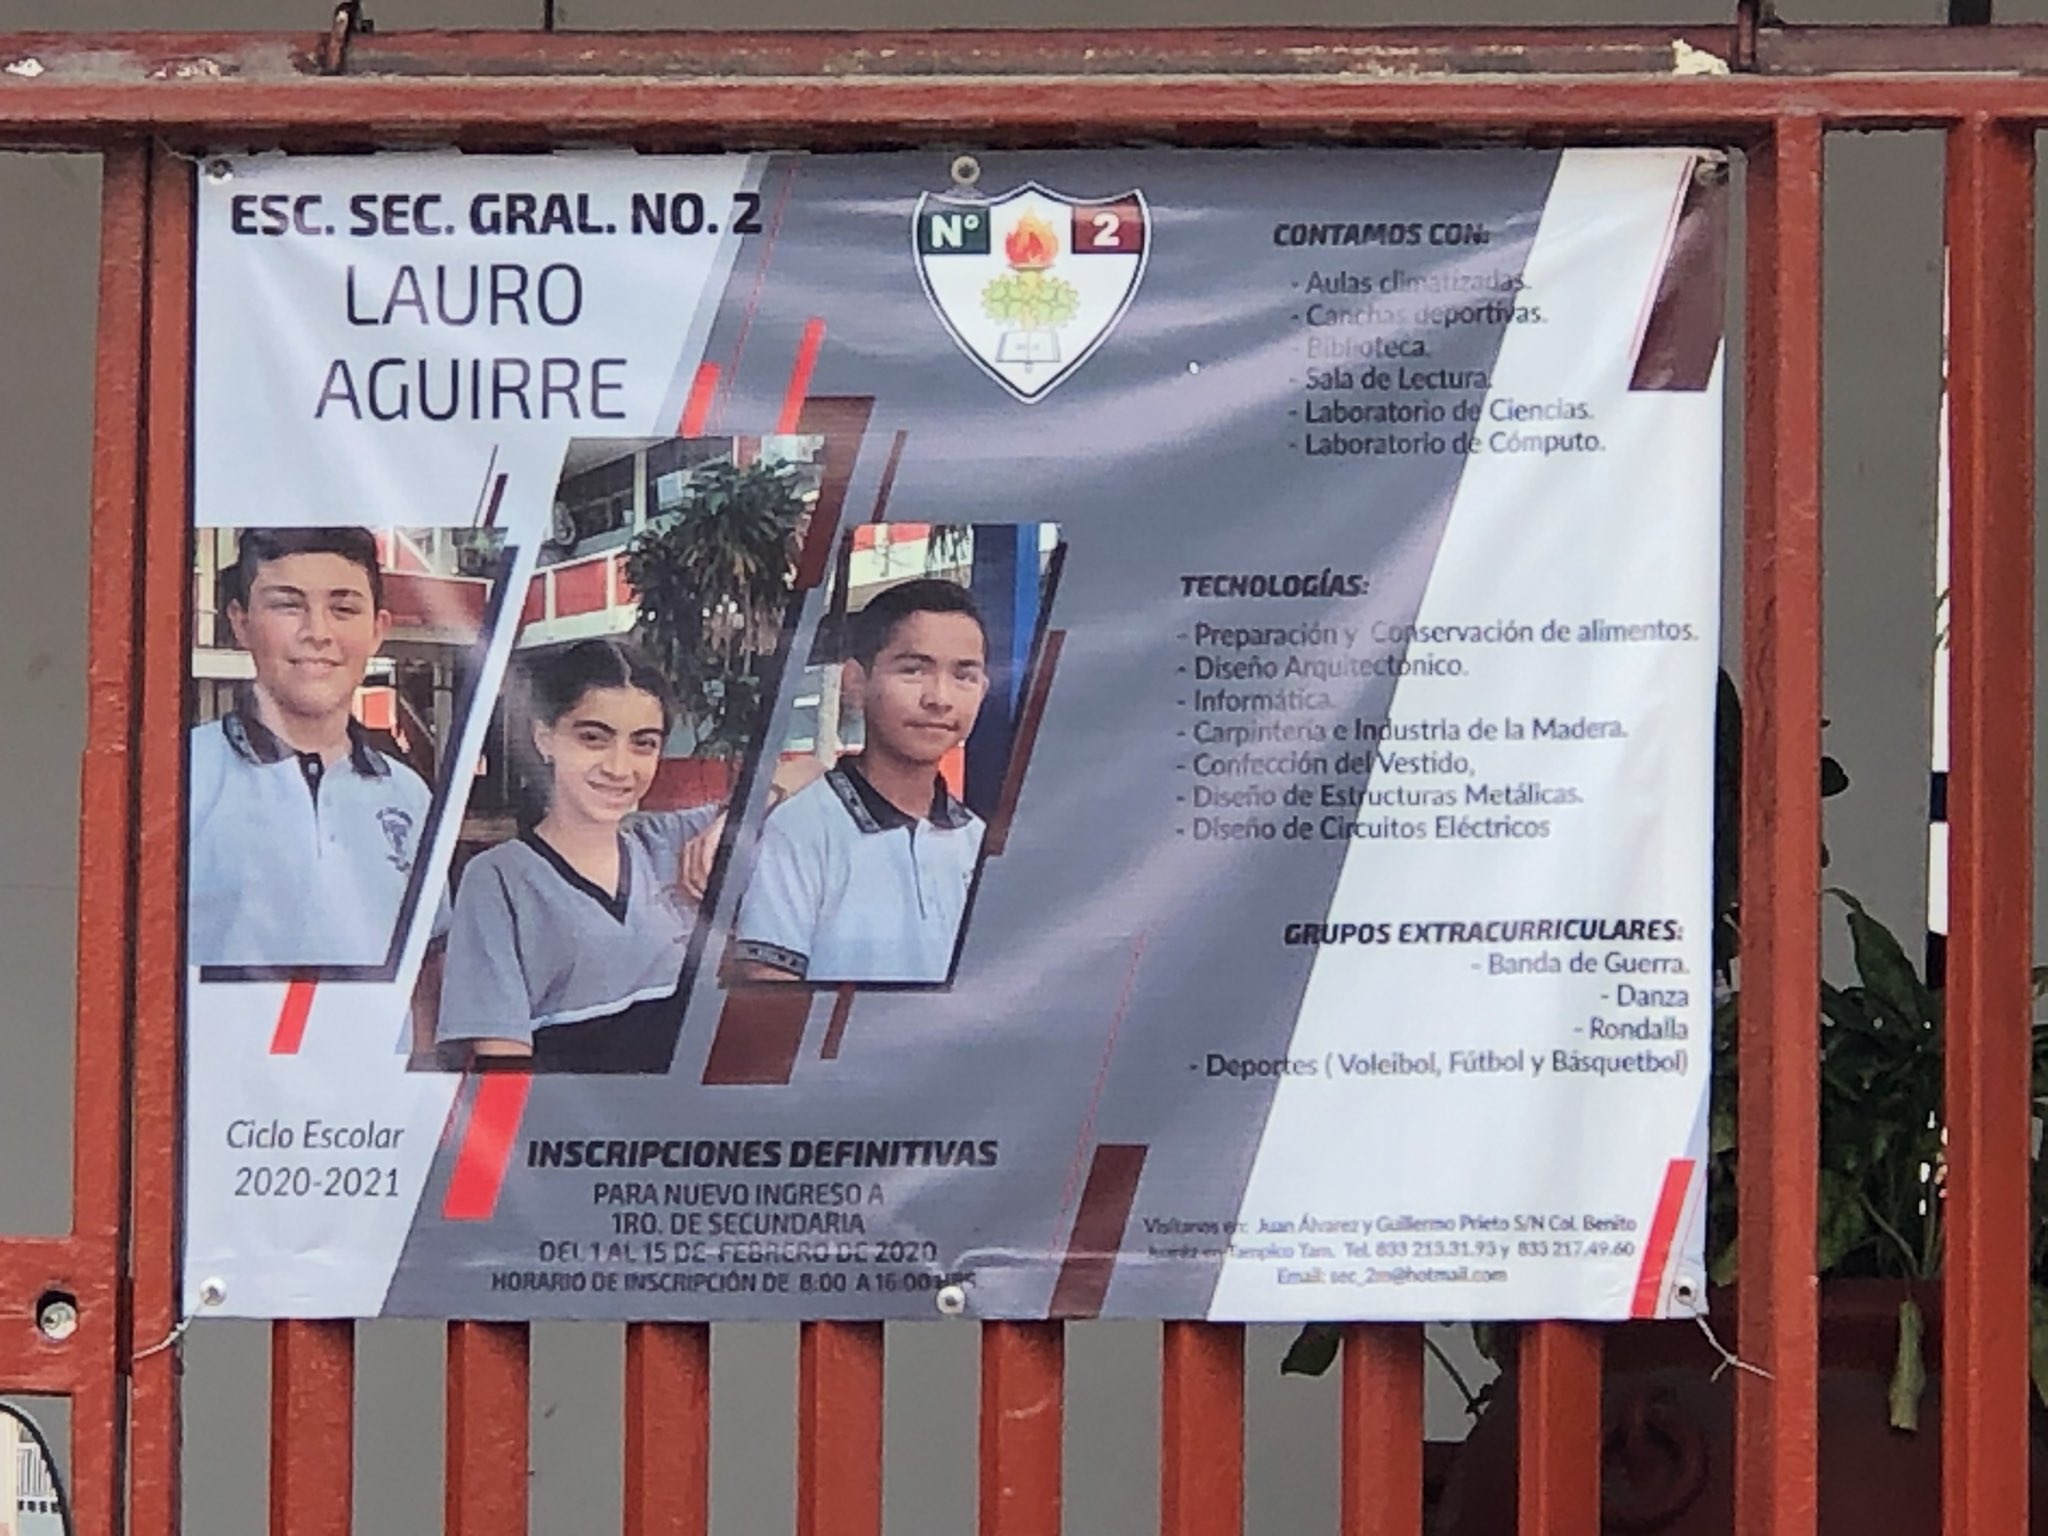 ESC. SEC. GRAL. NO. 2
LAURO
AGUIRRE
N° 2
CONTAMOS CON:
- Aulas climatizadas.
- Canchas deportivas.
- Biblioteca.
- Sala de Lectura.
- Laboratorio de Ciencias.
- Laboratorio de Cómputo.
TECNOLOGÍAS:
- Preparación y Conservación de alimentos.
- Diseño Arquitectónico.
- Informática.
- Carpintería e Industria de la Madera.
- Confección del Vestido,
- Diseño de Estructuras Metálicas.
- Diseño de Circuitos Eléctricos
GRUPOS EXTRACURRICULARES:
- Banda de Guerra.
- Danza
- Rondalla
- Deportes ( Voleibol, Fútbol y Básquetbol)
Ciclo Escolar
2020-2021
INSCRIPCIONES DEFINITIVAS
PARA NUEVO INGRESO A
1RO. DE SECUNDARIA
DEL 1 AL 15 DE FEBRERO DE 2020
HORARIO DE INSCRIPCIÓN DE 8:00 A 16:00 HRS.
Visítanos en: Juan Álvarez y Guillermo Prieto S/N Col. Benito
Juárez en Tampico Tam. Tel. 833 213.31.93 y 833 217.49.60
Email: sec_2m@hotmail.com